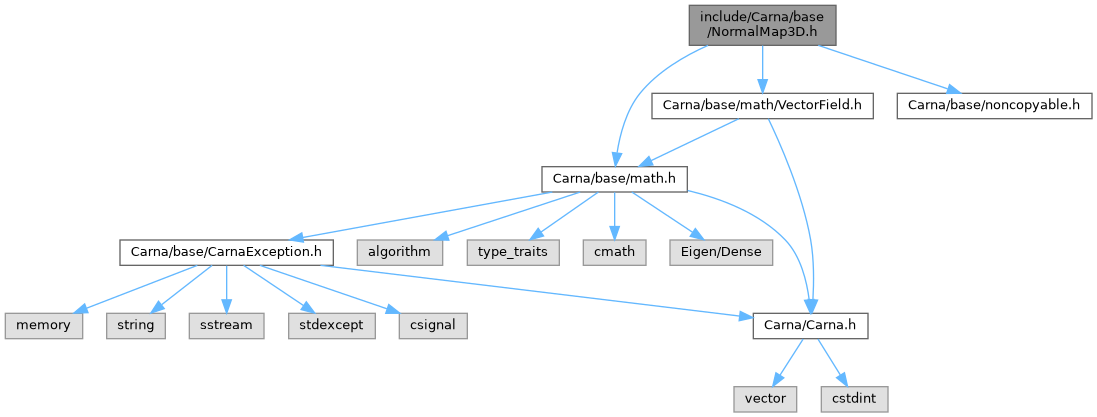 include/Carna/base
/NormalMap3D.h
Carna/base/math/VectorField.h
Carna/base/noncopyable.h
Carna/base/math.h
Carna/base/CarnaException.h
algorithm
type_traits
cmath
Eigen/Dense
memory
string
sstream
stdexcept
csignal
Carna/Carna.h
vector
cstdint